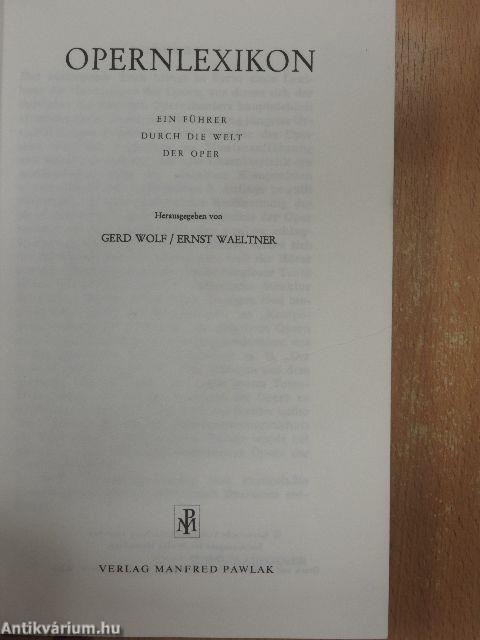 OPERNLEXIKON
EIN FÜHRER
DURCH DIE WELT
DER OPER
Herausgegeben von
GERD WOLF / ERNST WAELTNER
VERLAG MANFRED PAWLAK
Antikvárium.hu